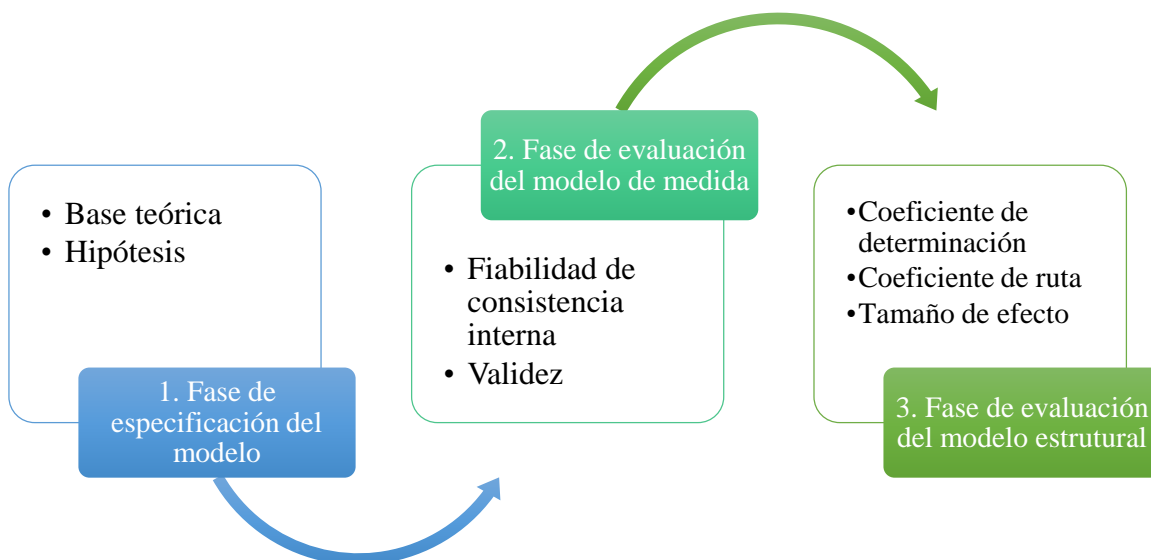 • Base teórica
• Hipótesis
1. Fase de
especificación del
modelo
2. Fase de evaluación
del modelo de medida
• Fiabilidad de
consistencia
interna
• Validez
•Coeficiente de
determinación
•Coeficiente de ruta
•Tamaño de efecto
3. Fase de evaluación
del modelo estrutural